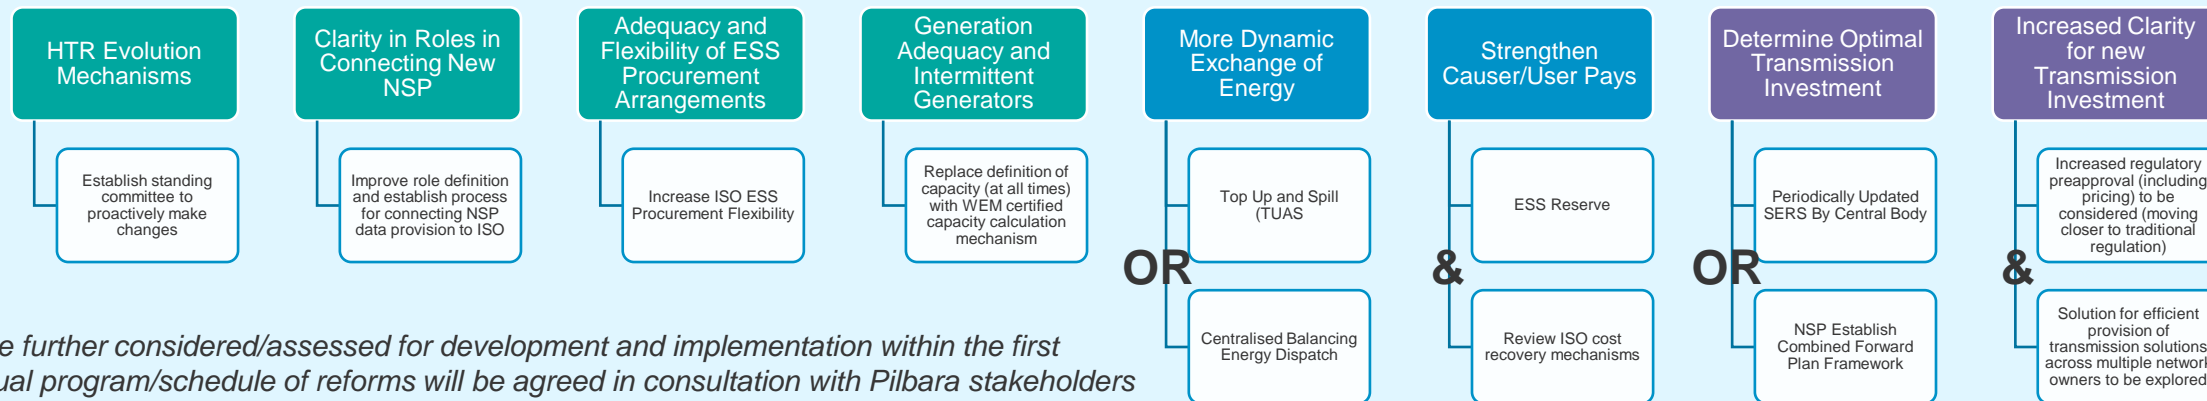 HTR Evolution
Mechanisms
Establish standing
committee to
proactively make
changes
Clarity in Roles in
Connecting New
NSP
Improve role definition
and establish process
for connecting NSP
data provision to ISO
Adequacy and
Flexibility of ESS
Procurement
Arrangements
Increase ISO ESS
Procurement Flexibility
Generation
Adequacy and
Intermittent
Generators
Replace definition of
capacity (at all times)
with WEM certified
capacity calculation
mechanism
More Dynamic
Exchange of
Energy
Top Up and Spill
(TUAS
OR
Centralised Balancing
Energy Dispatch
Strengthen
Causer/User Pays
ESS Reserve
&
Review ISO cost
recovery mechanisms
Determine Optimal
Transmission
Investment
Periodically Updated
SERS By Central Body
OR
NSP Establish
Combined Forward
Plan Framework
Increased Clarity
for new
Transmission
Investment
Increased regulatory
preapproval (including
pricing) to be
considered (moving
closer to traditional
regulation)
&
Solution for efficient
provision of
transmission solutions
across multiple network
owners to be explored
further considered/assessed for development and implementation within the first
program/schedule of reforms will be agreed in consultation with Pilbara stakeholders